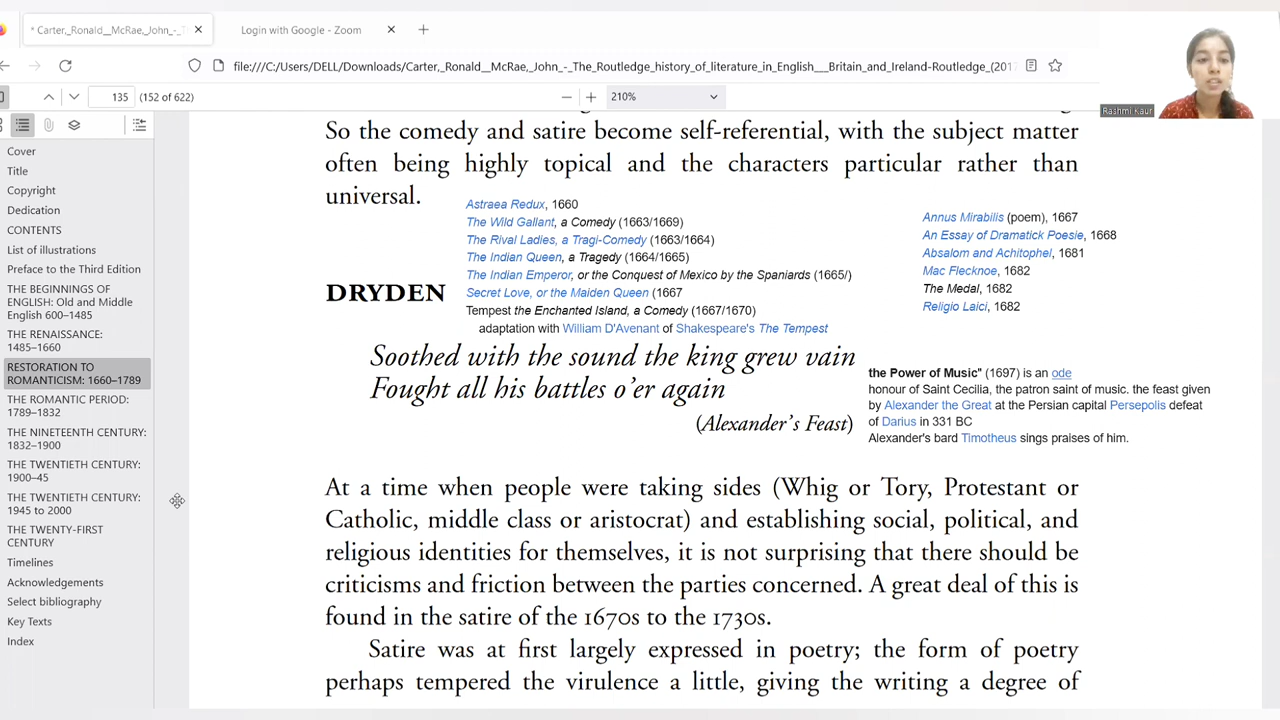 * Carter,_Ronald__McRae,_John_-_T
Login with Google - Zoom
file:///C:/Users/DELL/Downloads/Carter,_Ronald__McRae,_John_-_The_Routledge_history_of_literature_in_English___Britain_and_Ireland-Routledge_(2017
135 (152 of 622)
210%
Rashmi Kaur
Cover
Title
Copyright
Dedication
CONTENTS
List of illustrations
Preface to the Third Edition
THE BEGINNINGS OF
ENGLISH: Old and Middle
English 600–1485
THE RENAISSANCE:
1485–1660
RESTORATION TO
ROMANTICISM: 1660–1789
THE ROMANTIC PERIOD:
1789–1832
THE NINETEENTH CENTURY:
1832–1900
THE TWENTIETH CENTURY:
1900–45
THE TWENTIETH CENTURY:
1945 to 2000
THE TWENTY-FIRST
CENTURY
Timelines
Acknowledgements
Select bibliography
Key Texts
Index
So the comedy and satire become self-referential, with the subject matter
often being highly topical and the characters particular rather than
universal.
Astraea Redux, 1660
The Wild Gallant, a Comedy (1663/1669)
The Rival Ladies, a Tragi-Comedy (1663/1664)
The Indian Queen, a Tragedy (1664/1665)
The Indian Emperor, or the Conquest of Mexico by the Spaniards (1665/)
Secret Love, or the Maiden Queen (1667
Tempest the Enchanted Island, a Comedy (1667/1670)
adaptation with William D'Avenant of Shakespeare's The Tempest
Annus Mirabilis (poem), 1667
An Essay of Dramatick Poesie, 1668
Absalom and Achitophel, 1681
Mac Flecknoe, 1682
The Medal, 1682
Religio Laici, 1682
DRYDEN
Soothed with the sound the king grew vain
Fought all his battles o'er again
(Alexander's Feast)
the Power of Music" (1697) is an ode
honour of Saint Cecilia, the patron saint of music. the feast given
by Alexander the Great at the Persian capital Persepolis defeat
of Darius in 331 BC
Alexander's bard Timotheus sings praises of him.
At a time when people were taking sides (Whig or Tory, Protestant or
Catholic, middle class or aristocrat) and establishing social, political, and
religious identities for themselves, it is not surprising that there should be
criticisms and friction between the parties concerned. A great deal of this is
found in the satire of the 1670s to the 1730s.
Satire was at first largely expressed in poetry; the form of poetry
perhaps tempered the virulence a little, giving the writing a degree of